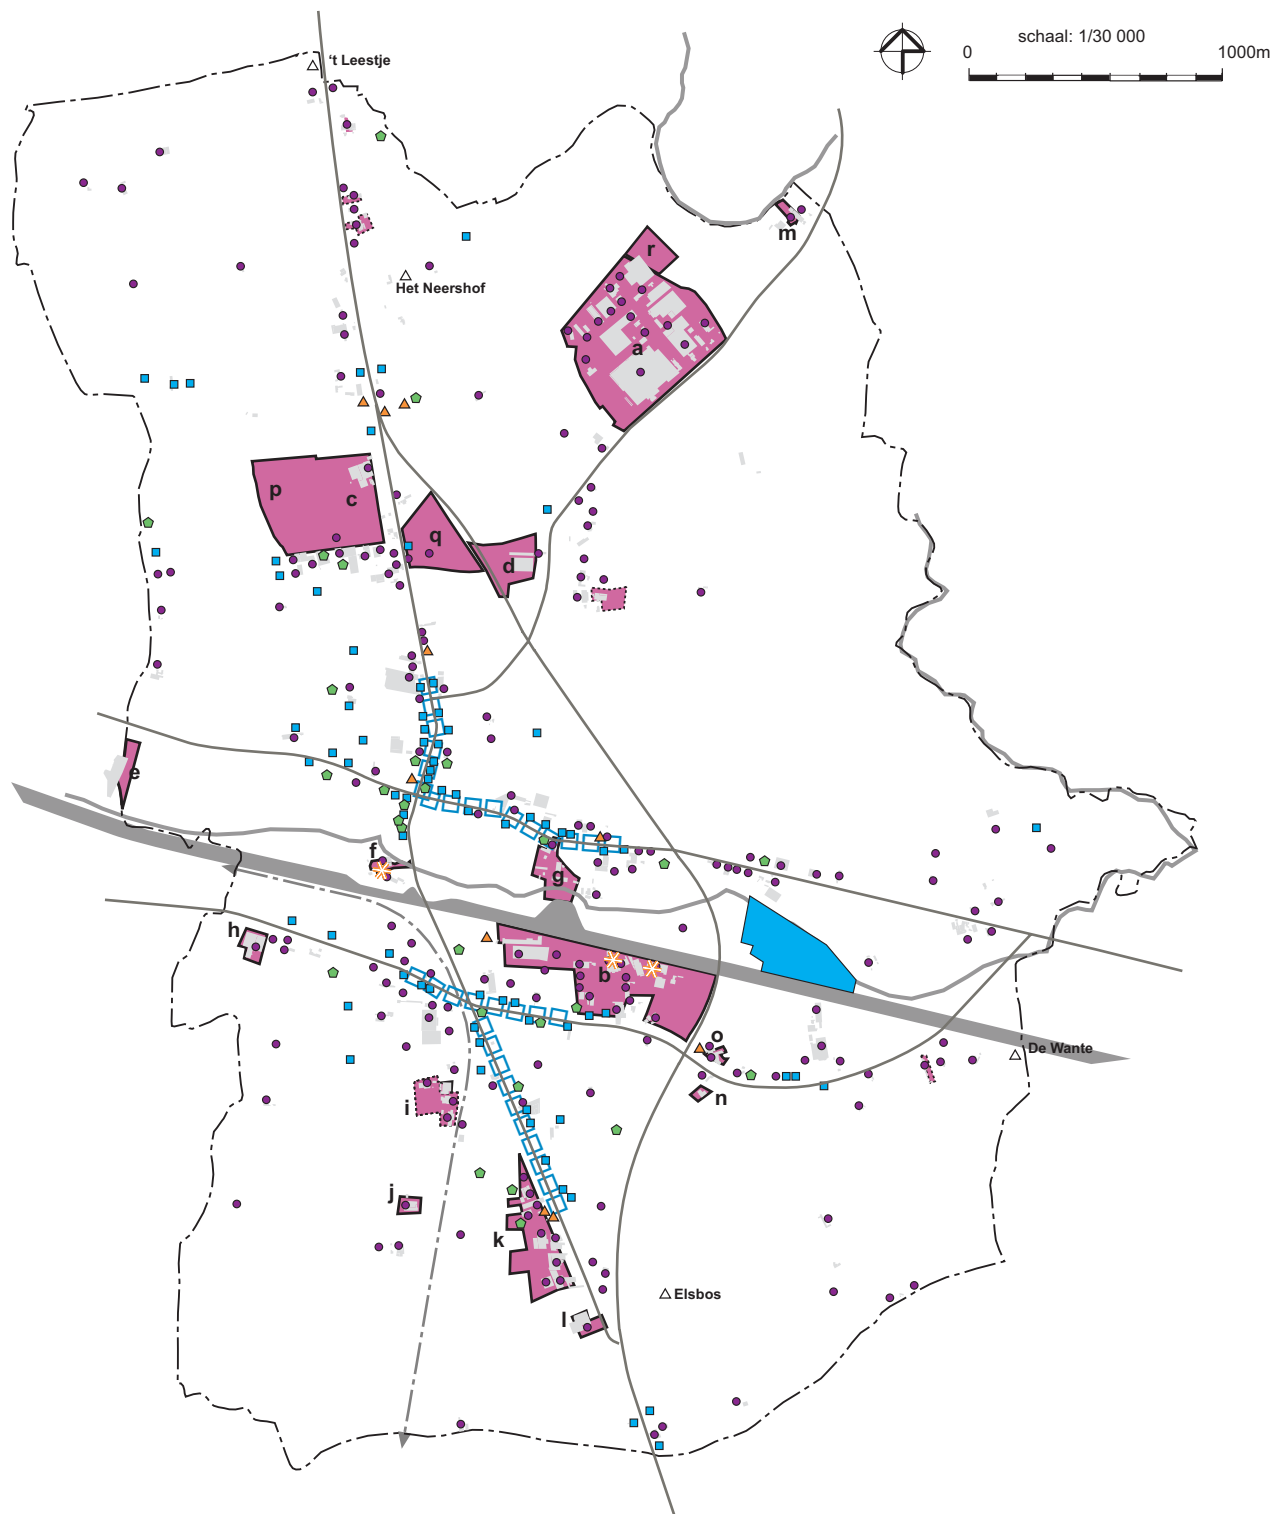 schaal: 1/30 000
0 1000m
‘t Leestje
m
r
Het Neershof
a
p
c
q
d
e
f
g
h
b
o
De Wante
n
i
j
k
Elsbos
l